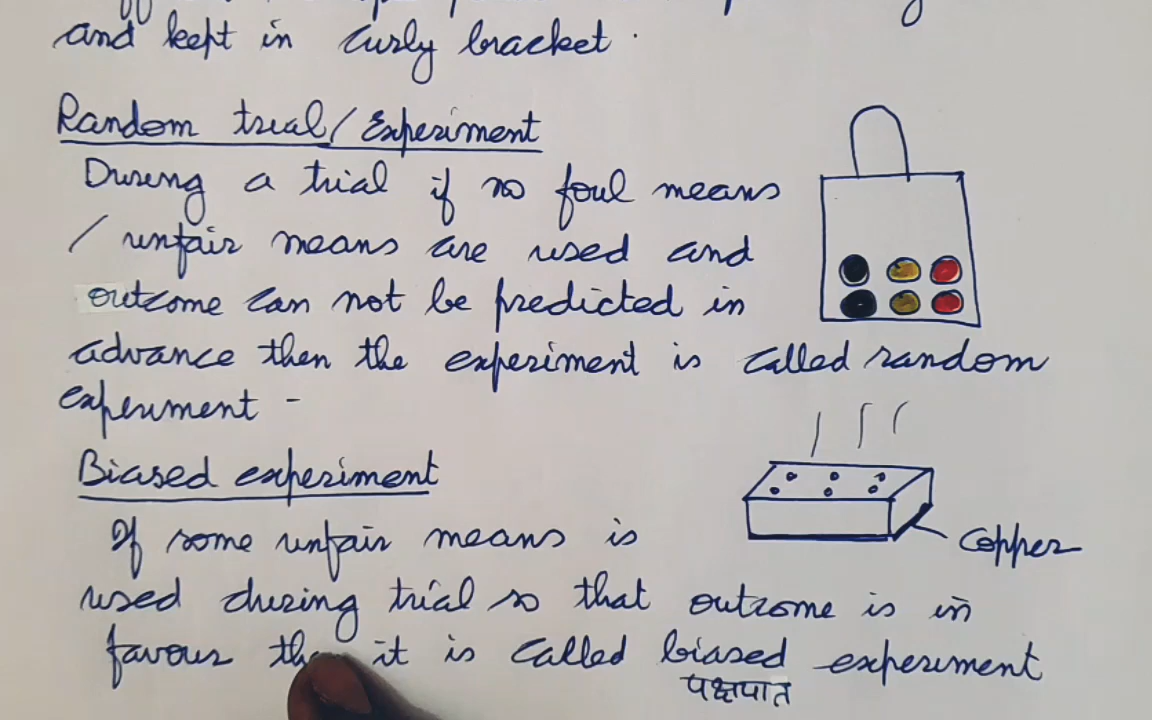 and kept in curly bracket.
Random trial/Experiment
During a trial if no foul means
/ unfair means are used and
outcome can not be predicted in
advance then the experiment is called random
experiment -
Biased experiment
If some unfair means is
Copper
used during trial so that outcome is in
favour it is called biased experiment
पक्षपात